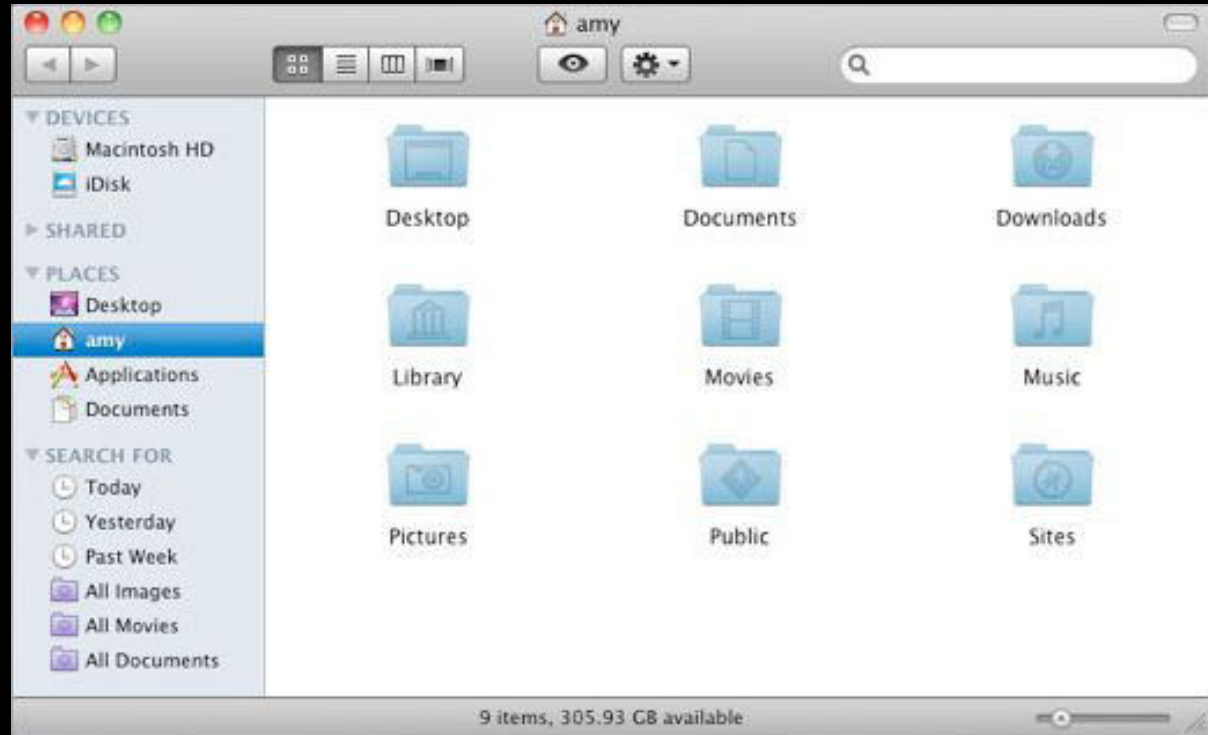 amy
DEVICES
Macintosh HD
iDisk
SHARED
PLACES
Desktop
amy
Applications
Documents
SEARCH FOR
Today
Yesterday
Past Week
All Images
All Movies
All Documents
Desktop Documents Downloads
Library Movies Music
Pictures Public Sites
9 items, 305.93 GB available